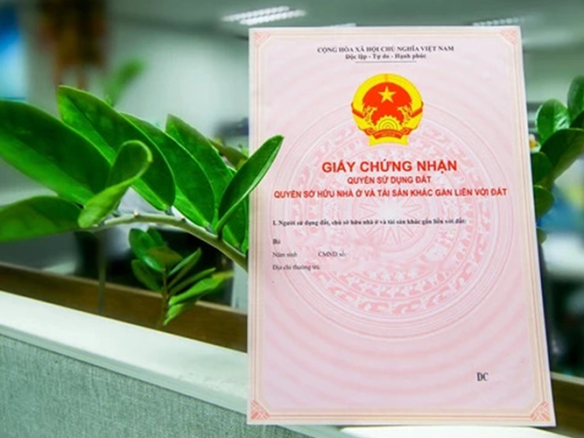 CỘNG HÒA XÃ HỘI CHỦ NGHĨA VIỆT NAM
Độc lập - Tự do - Hạnh phúc
GIẤY CHỨNG NHẬN
QUYỀN SỬ DỤNG ĐẤT
QUYỀN SỞ HỮU NHÀ Ở VÀ TÀI SẢN KHÁC GẮN LIỀN VỚI ĐẤT
I. Người sử dụng đất, chủ sở hữu nhà ở và tài sản khác gắn liền với đất:
Bà
Năm sinh: CMND số:
Địa chỉ thường trú:
DC